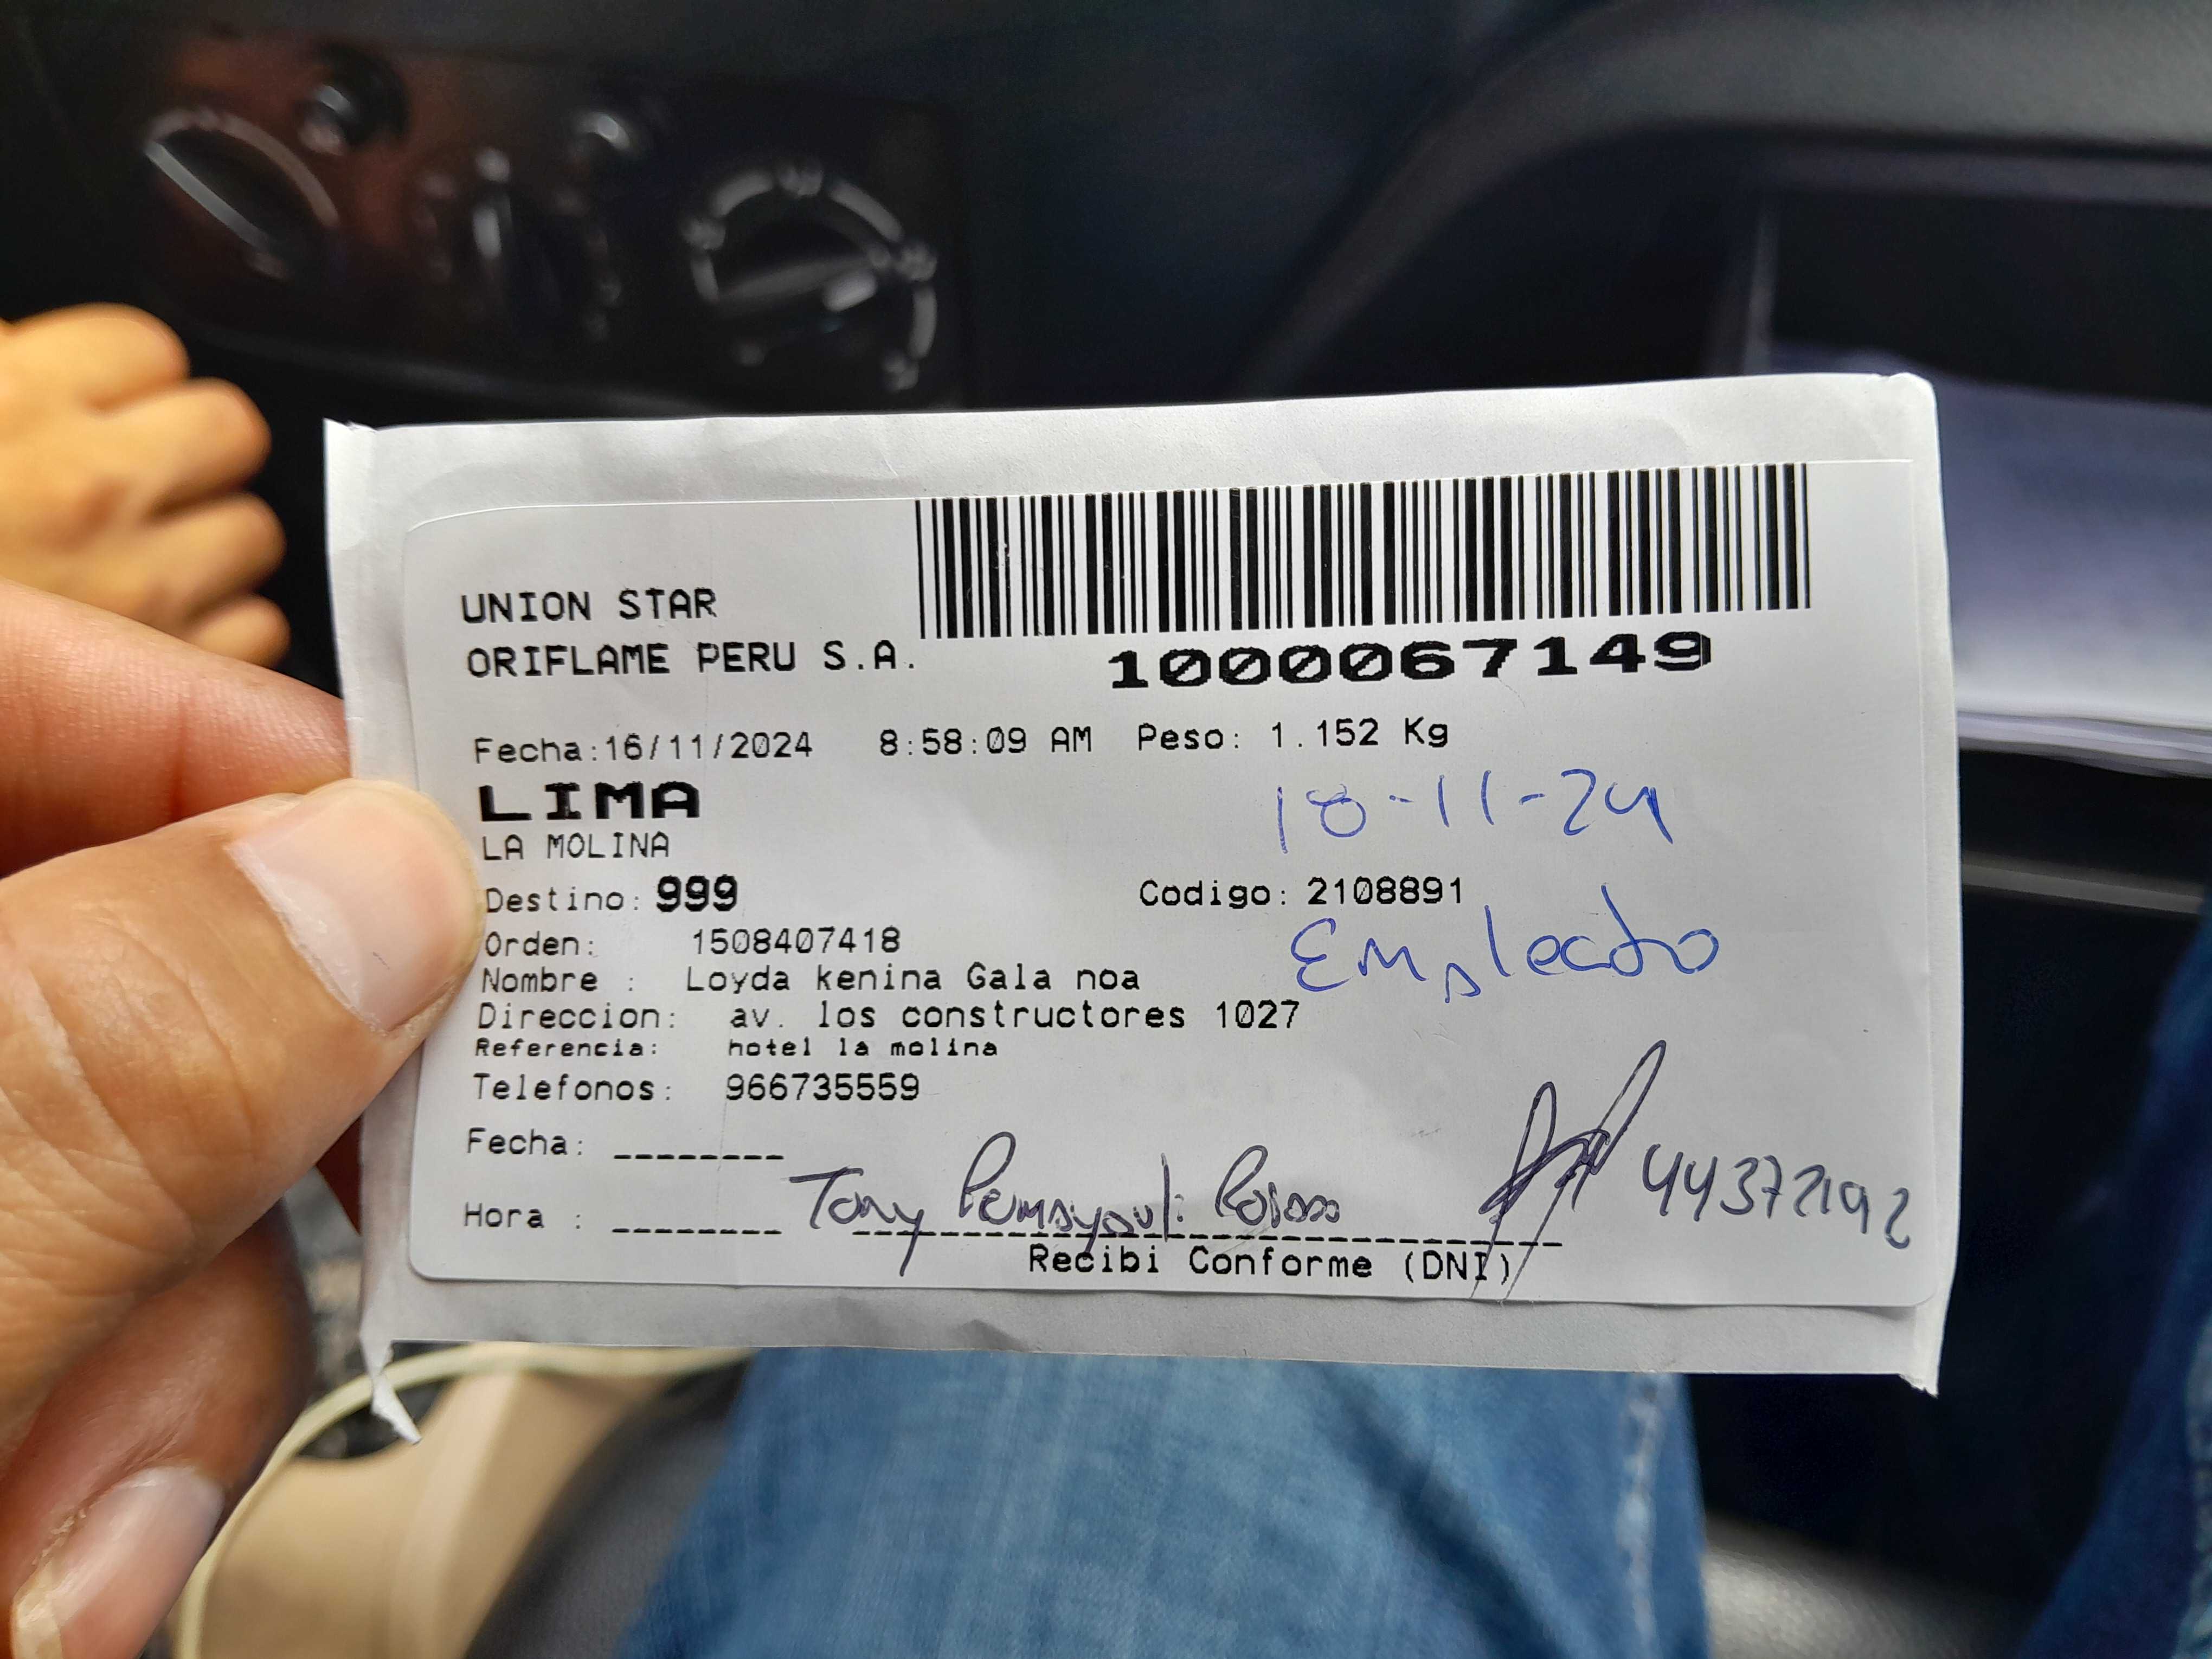 UNION STAR
ORIFLAME PERU S.A.
1000067149
Fecha:16/11/2024 8:58:09 AM Peso: 1.152 Kg
LIMA
18-11-24
LA MOLINA
Destino: 999 Codigo: 2108891
Orden: 1508407418
Nombre : Loyda kenina Gala noa
Direccion: av. los constructores 1027
Referencia: hotel la molina
Telefonos: 966735559
Fecha: --------
Hora : -------- Tony 44372192
Recibi Conforme (DNI)